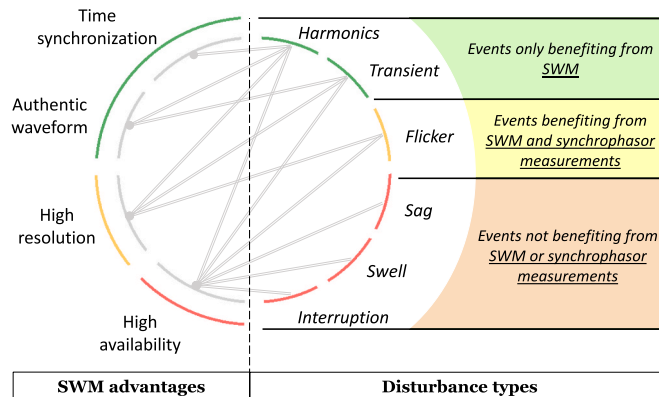 Time
synchronization
Authentic
waveform
High
resolution
High
availability
Harmonics
Transient
Flicker
Sag
Swell
Interruption
Events only benefiting from
SWM
Events benefiting from
SWM and synchrophasor
measurements
Events not benefiting from
SWM or synchrophasor
measurements
SWM advantages
Disturbance types